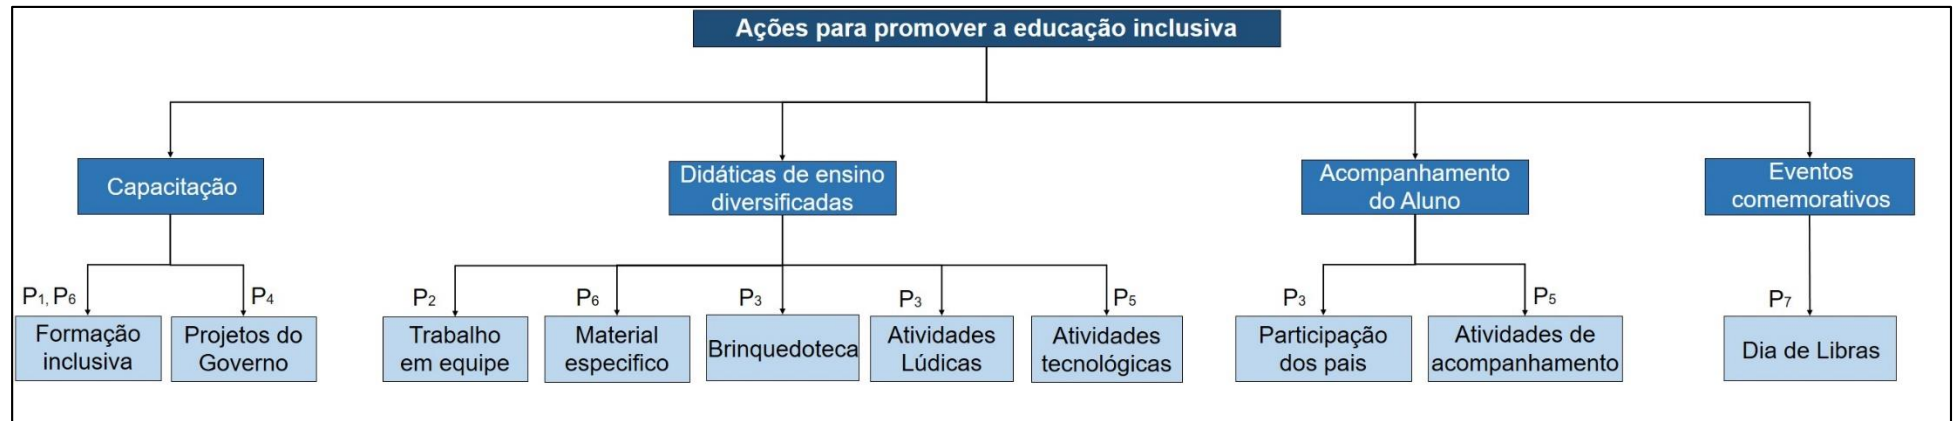 Ações para promover a educação inclusiva
Capacitação
Didáticas de ensino
diversificadas
Acompanhamento
do Aluno
Eventos
comemorativos
P1, P6
P4
P2
P6
P3
P3
P5
P3
P5
P7
Formação
inclusiva
Projetos do
Governo
Trabalho
em equipe
Material
especifico
Brinquedoteca
Atividades
Lúdicas
Atividades
tecnológicas
Participação
dos pais
Atividades de
acompanhamento
Dia de Libras